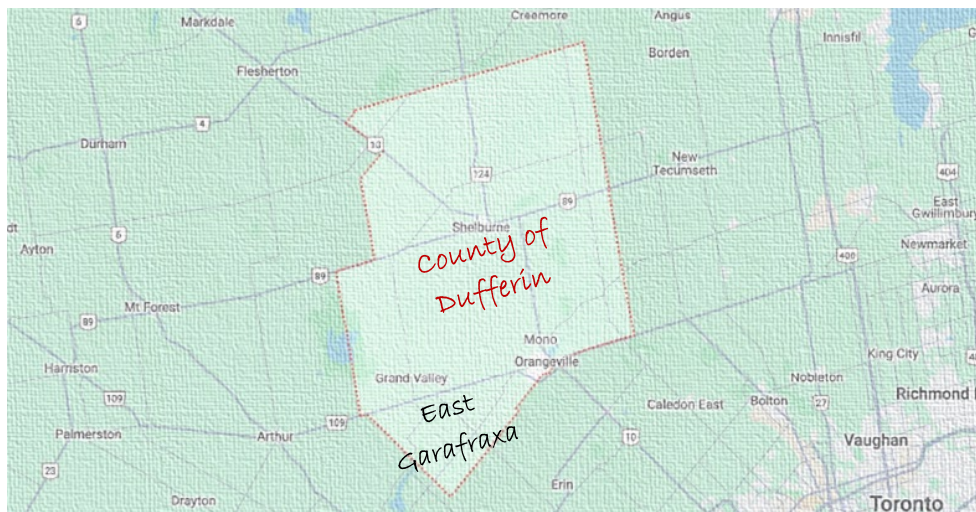 6
Markdale
Creemore
Angus
Innisfil
Borden
Flesherton
4
Durham
10
124
New
Tecumseth
404
89
East
Gwillimbury
Shelburne
6
Ayton
County of
Dufferin
Newmarket
400
89
Aurora
Mt Forest
89
Mono
Orangeville
King City
Harriston
Grand Valley
Nobleton
109
East
Garafraxa
Caledon East
Bolton
27
Richmond
109
Palmerston
Arthur
10
Vaughan
23
Drayton
Erin
Toronto